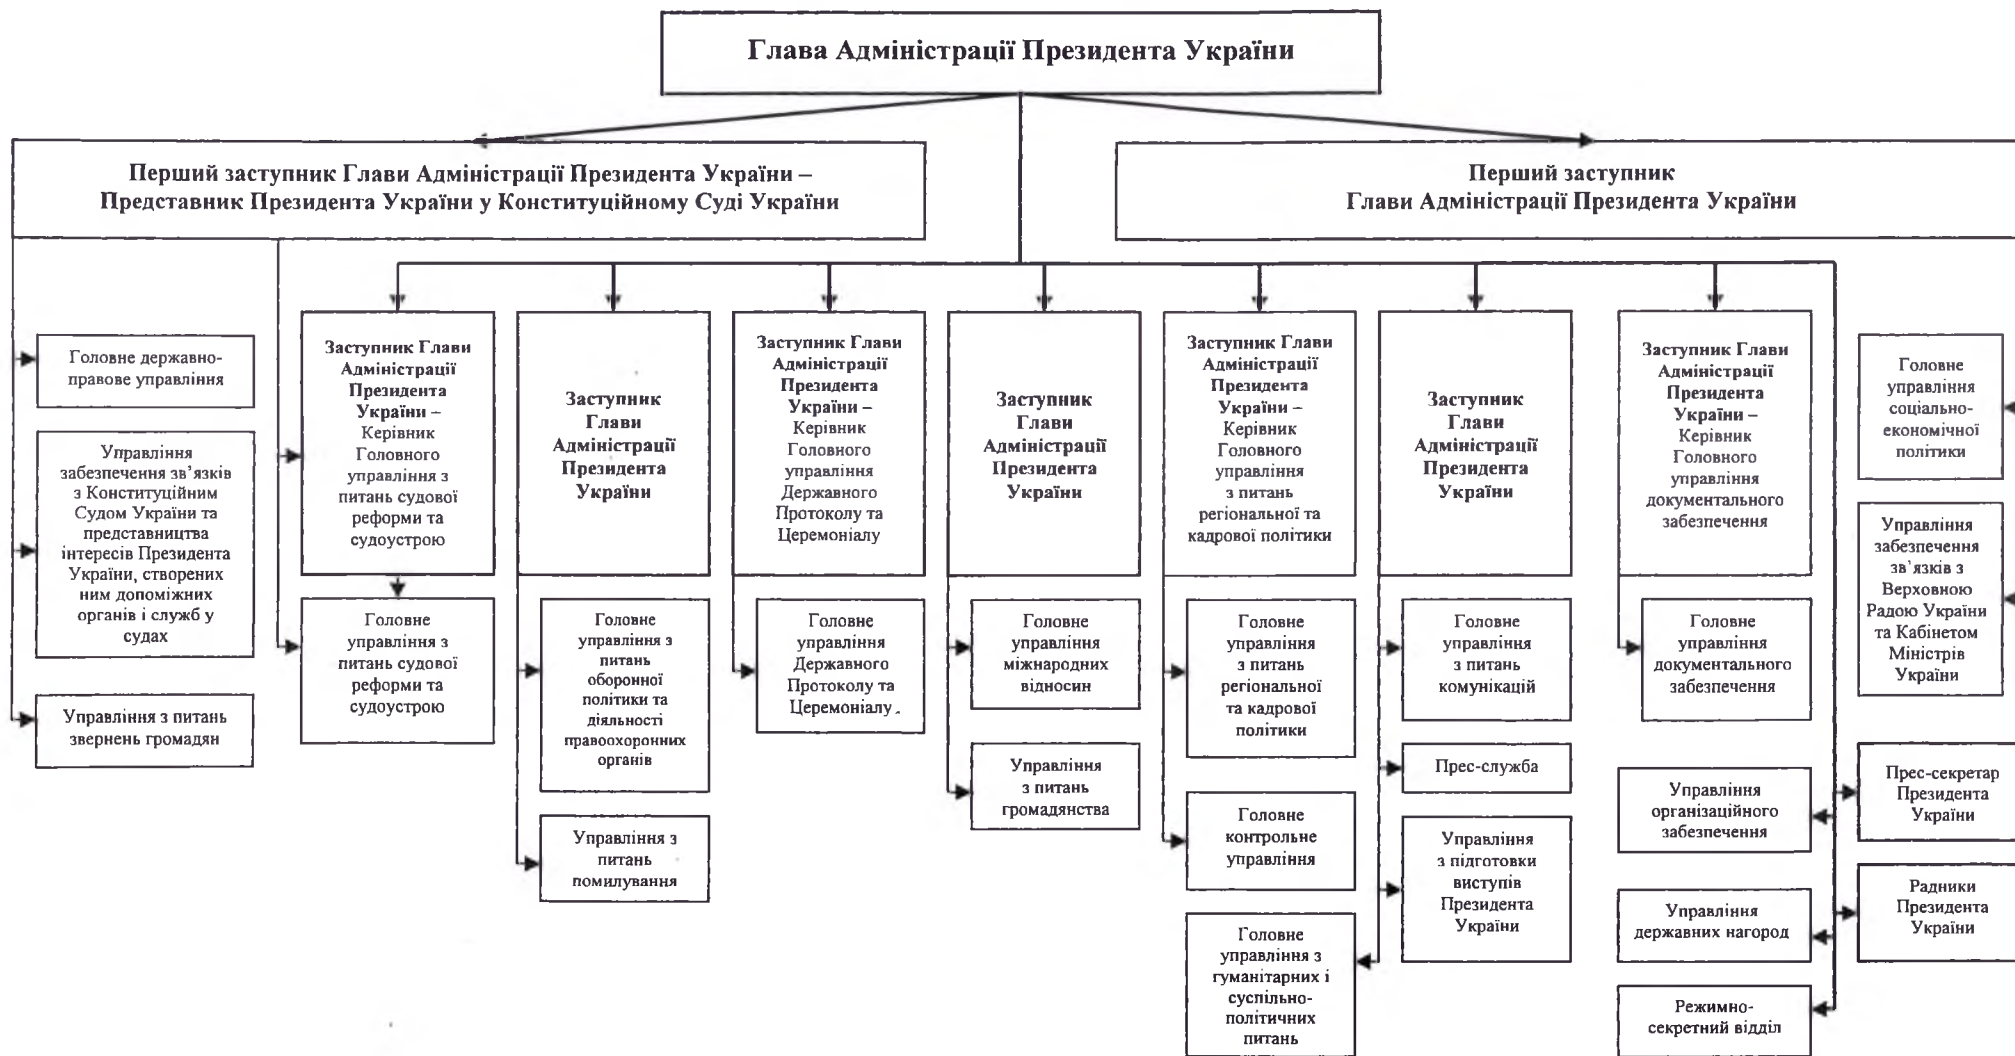 Глава Адміністрації Президента України
Перший заступник Глави Адміністрації Президента України –
Представник Президента України у Конституційному Суді України
Перший заступник
Глави Адміністрації Президента України
Головне державно-
правове управління
Управління
забезпечення зв’язків
з Конституційним
Судом України та
представництва
інтересів Президента
України, створених
ним допоміжних
органів і служб у
судах
Управління з питань
звернень громадян
Заступник Глави
Адміністрації
Президента
України –
Керівник
Головного
управління з
питань судової
реформи та
судоустрою
Головне
управління з
питань судової
реформи та
судоустрою
Заступник
Глави
Адміністрації
Президента
України
Головне
управління з
питань
оборонної
політики та
діяльності
правоохоронних
органів
Управління з
питань
помилування
Заступник Глави
Адміністрації
Президента
України –
Керівник
Головного
управління
Державного
Протоколу та
Церемоніалу
Головне
управління
Державного
Протоколу та
Церемоніалу
Заступник
Глави
Адміністрації
Президента
України
Головне
управління
міжнародних
відносин
Управління
з питань
громадянства
Заступник Глави
Адміністрації
Президента
України –
Керівник
Головного
управління
з питань
регіональної та
кадрової політики
Головне
управління
з питань
регіональної
та кадрової
політики
Головне
контрольне
управління
Головне
управління з
гуманітарних і
суспільно-
політичних
питань
Заступник
Глави
Адміністрації
Президента
України
Головне
управління
з питань
комунікацій
Прес-служба
Управління
з підготовки
виступів
Президента
України
Заступник Глави
Адміністрації
Президента
України –
Керівник
Головного
управління
документального
забезпечення
Головне
управління
документального
забезпечення
Управління
організаційного
забезпечення
Управління
державних нагород
Режимно-
секретний відділ
Головне
управління
соціально-
економічної
політики
Управління
забезпечення
зв’язків з
Верховною
Радою України
та Кабінетом
Міністрів
України
Прес-секретар
Президента
України
Радники
Президента
України